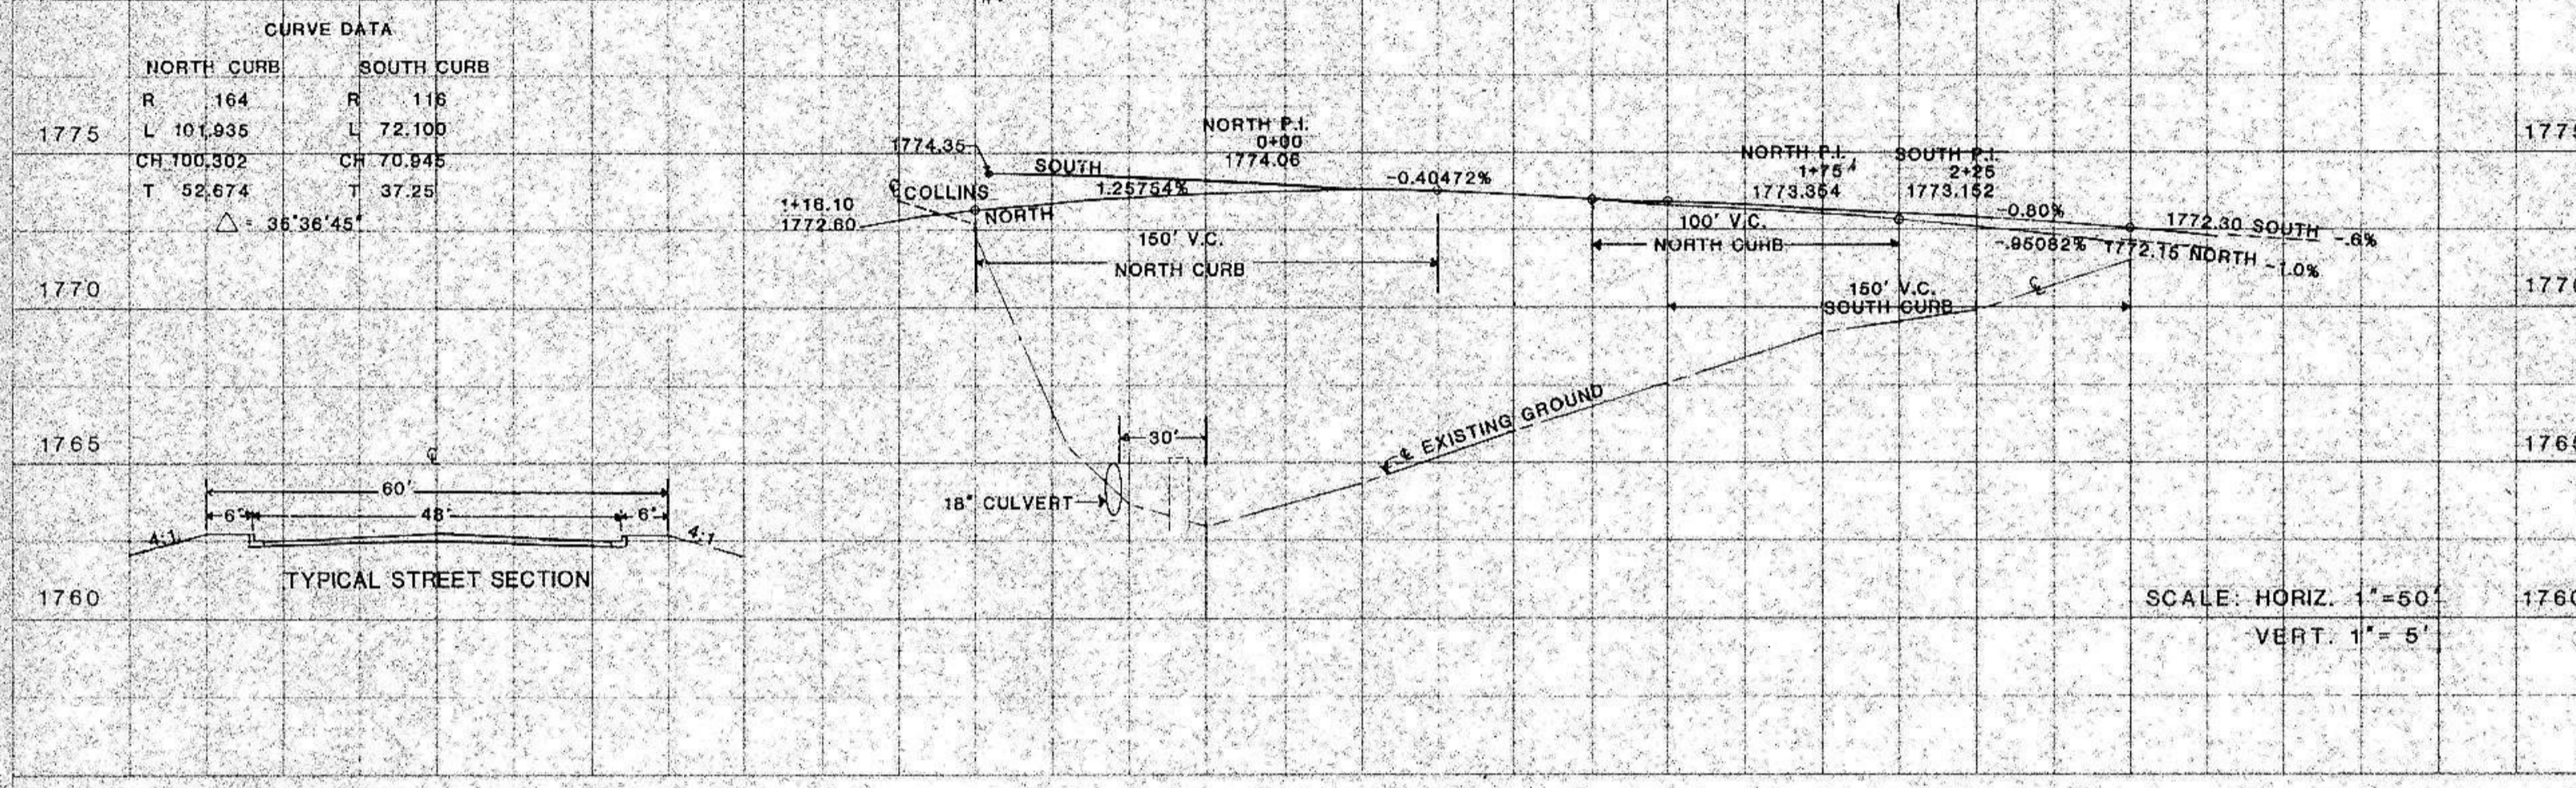 CURVE DATA
NORTH CURB SOUTH CURB
R 164 R 116
L 101.935 L 72.100
CH 100.302 CH 70.945
T 52.674 T 37.25
△ = 35°36'45"
1775
1770
1765
1760
1774.35
SOUTH
℄ COLLINS
NORTH
1+16.10
1772.60
1.25754%
NORTH P.I.
0+00
1774.06
-0.40472%
150' V.C.
NORTH CURB
NORTH P.I.
1+75
1773.354
SOUTH P.I.
2+25
1773.152
100' V.C.
NORTH CURB
-0.80%
-.95082%
1772.30 SOUTH -.6%
1772.15 NORTH -1.0%
150' V.C.
SOUTH CURB
℄
℄ EXISTING GROUND
30'
18" CULVERT
℄
60'
6' 48' 6'
4:1 4:1
TYPICAL STREET SECTION
SCALE: HORIZ. 1"=50'
VERT. 1"= 5'
177
177
176
1760